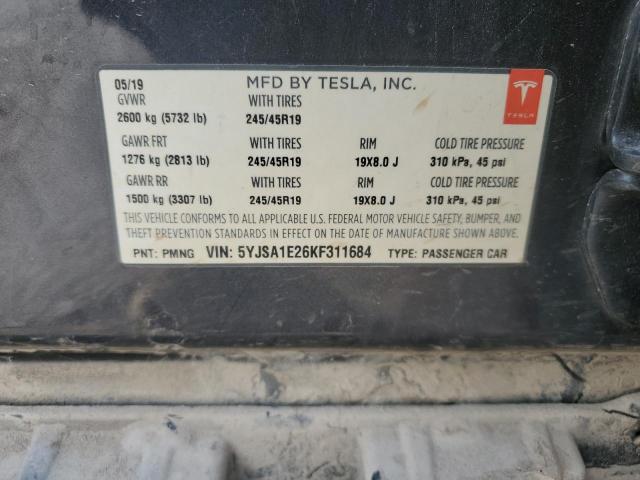 05/19 MFD BY TESLA, INC.
GVWR WITH TIRES
2600 kg (5732 lb) 245/45R19
TESLA
GAWR FRT WITH TIRES RIM COLD TIRE PRESSURE
1276 kg (2813 lb) 245/45R19 19X8.0 J 310 kPa, 45 psi
GAWR RR WITH TIRES RIM COLD TIRE PRESSURE
1500 kg (3307 lb) 245/45R19 19X8.0 J 310 kPa, 45 psi
THIS VEHICLE CONFORMS TO ALL APPLICABLE U.S. FEDERAL MOTOR VEHICLE SAFETY, BUMPER, AND
THEFT PREVENTION STANDARDS IN EFFECT ON THE DATE OF MANUFACTURE SHOWN ABOVE.
PNT: PMNG VIN: 5YJSA1E26KF311684 TYPE: PASSENGER CAR